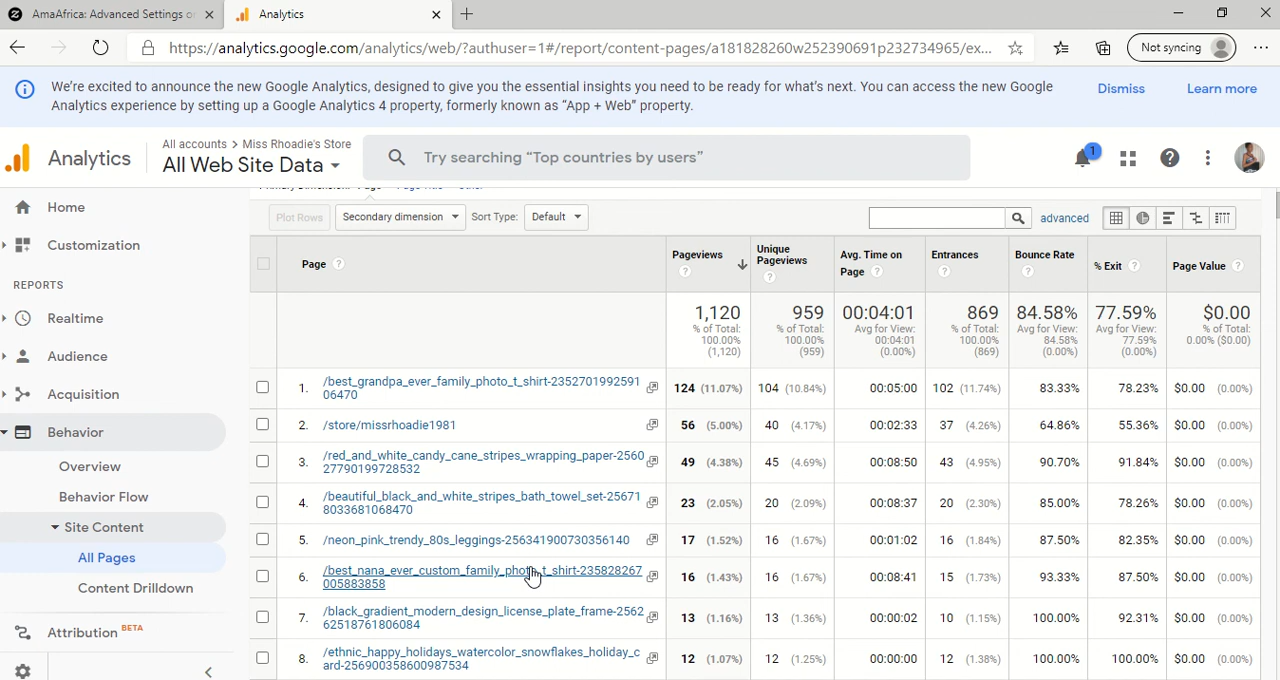 AmaAfrica: Advanced Settings or
Analytics
https://analytics.google.com/analytics/web/?authuser=1#/report/content-pages/a181828260w252390691p232734965/ex...
Not syncing
We're excited to announce the new Google Analytics, designed to give you the essential insights you need to be ready for what's next. You can access the new Google
Analytics experience by setting up a Google Analytics 4 property, formerly known as “App + Web” property.
Dismiss
Learn more
Analytics
All accounts > Miss Rhoadie's Store
All Web Site Data
Try searching “Top countries by users”
1
Home
Customization
REPORTS
Realtime
Audience
Acquisition
Behavior
Overview
Behavior Flow
Site Content
All Pages
Content Drilldown
Attribution BETA
Plot Rows
Secondary dimension
Sort Type:
Default
advanced
Page
Pageviews
Unique Pageviews
Avg. Time on Page
Entrances
Bounce Rate
% Exit
Page Value
1,120 959 00:04:01 869 84.58% 77.59% $0.00
% of Total: % of Total: Avg for View: % of Total: Avg for View: Avg for View: % of Total:
100.00% 100.00% 00:04:01 100.00% 84.58% 77.59% 0.00% ($0.00)
(1,120) (959) (0.00%) (869) (0.00%) (0.00%)
1. /best_grandpa_ever_family_photo_t_shirt-2352701992591 124 (11.07%) 104 (10.84%) 00:05:00 102 (11.74%) 83.33% 78.23% $0.00 (0.00%)
06470
2. /store/missrhoadie1981 56 (5.00%) 40 (4.17%) 00:02:33 37 (4.26%) 64.86% 55.36% $0.00 (0.00%)
3. /red_and_white_candy_cane_stripes_wrapping_paper-2560 49 (4.38%) 45 (4.69%) 00:08:50 43 (4.95%) 90.70% 91.84% $0.00 (0.00%)
27790199728532
4. /beautiful_black_and_white_stripes_bath_towel_set-25671 23 (2.05%) 20 (2.09%) 00:08:37 20 (2.30%) 85.00% 78.26% $0.00 (0.00%)
8033681068470
5. /neon_pink_trendy_80s_leggings-256341900730356140 17 (1.52%) 16 (1.67%) 00:01:02 16 (1.84%) 87.50% 82.35% $0.00 (0.00%)
6. /best_nana_ever_custom_family_photo_t_shirt-235828267 16 (1.43%) 16 (1.67%) 00:08:41 15 (1.73%) 93.33% 87.50% $0.00 (0.00%)
005883858
7. /black_gradient_modern_design_license_plate_frame-2562 13 (1.16%) 13 (1.36%) 00:00:02 10 (1.15%) 100.00% 92.31% $0.00 (0.00%)
62518761806084
8. /ethnic_happy_holidays_watercolor_snowflakes_holiday_c 12 (1.07%) 12 (1.25%) 00:00:00 12 (1.38%) 100.00% 100.00% $0.00 (0.00%)
ard-256900358600987534